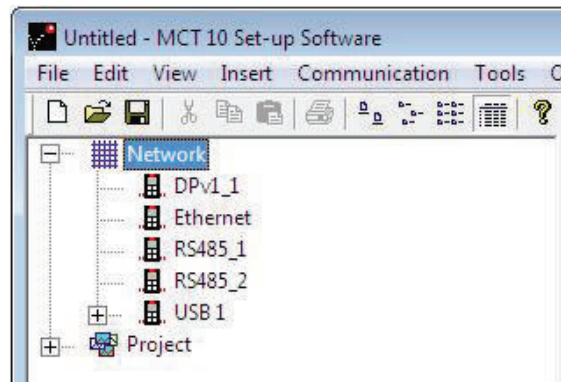 Untitled - MCT 10 Set-up Software
File Edit View Insert Communication Tools
Network
DPv1_1
Ethernet
RS485_1
RS485_2
USB 1
Project